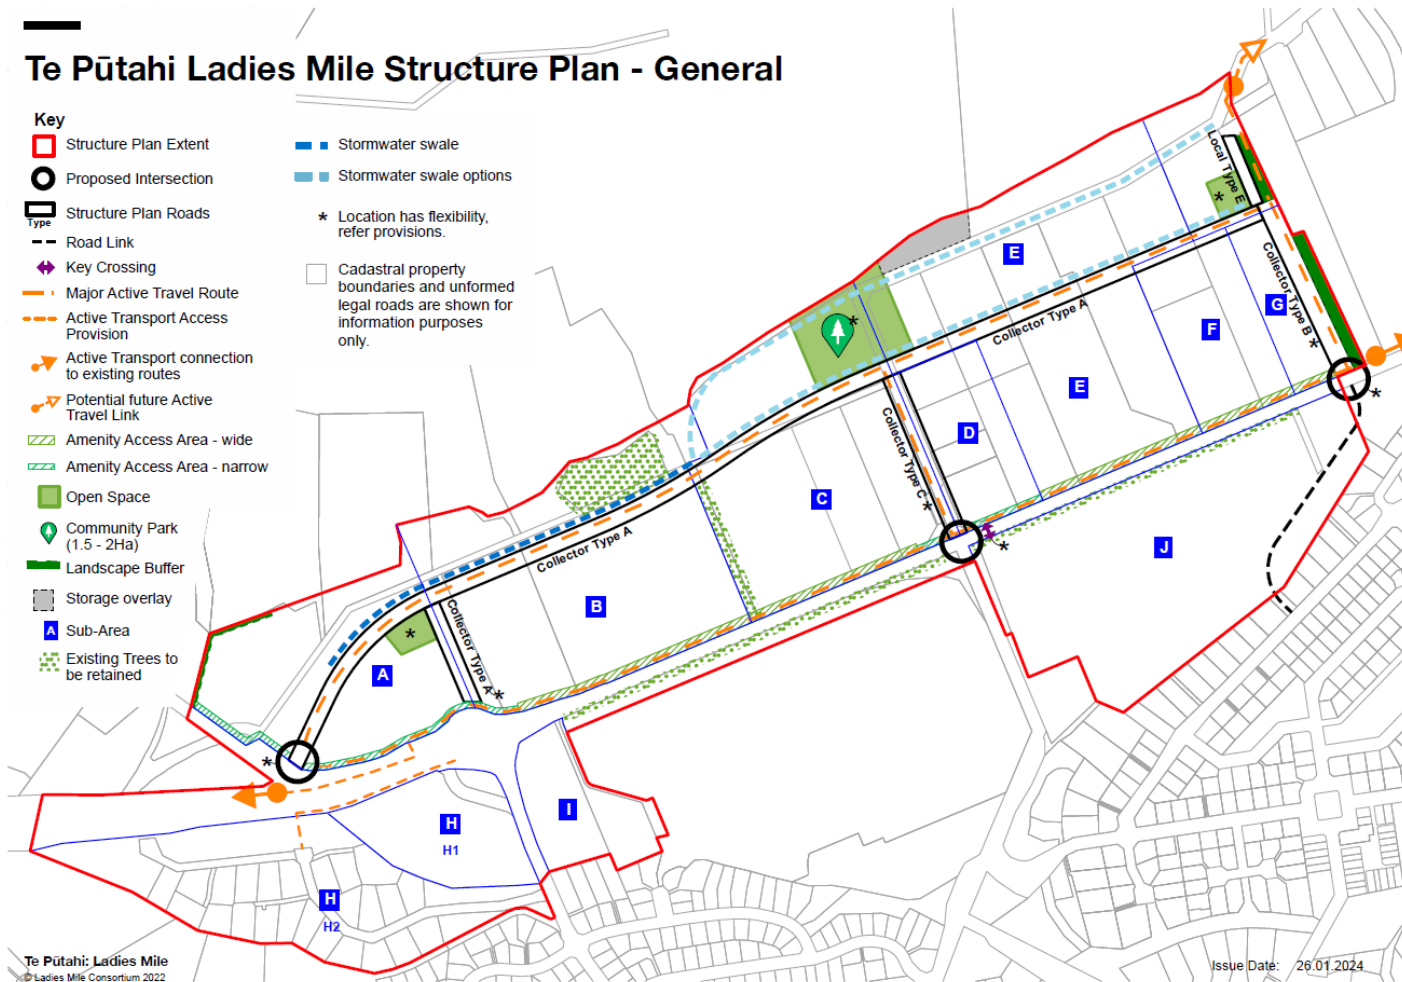 Te Pūtahi Ladies Mile Structure Plan - General
Key
Structure Plan Extent
Proposed Intersection
Structure Plan Roads
Type
Road Link
Key Crossing
Major Active Travel Route
Active Transport Access
Provision
Active Transport connection
to existing routes
Potential future Active
Travel Link
Amenity Access Area - wide
Amenity Access Area - narrow
Open Space
Community Park
(1.5 - 2Ha)
Landscape Buffer
Storage overlay
A Sub-Area
Existing Trees to
be retained
Stormwater swale
Stormwater swale options
* Location has flexibility,
refer provisions.
Cadastral property
boundaries and unformed
legal roads are shown for
information purposes
only.
Local Type E
*
E
Collector Type B
*
G
F
Collector Type A
*
E
*
D
Collector Type C
*
C
*
J
Collector Type A
B
*
Collector Type A
*
A
*
I
H
H1
H
H2
Te Pūtahi: Ladies Mile
© Ladies Mile Consortium 2022
Issue Date: 26.01.2024